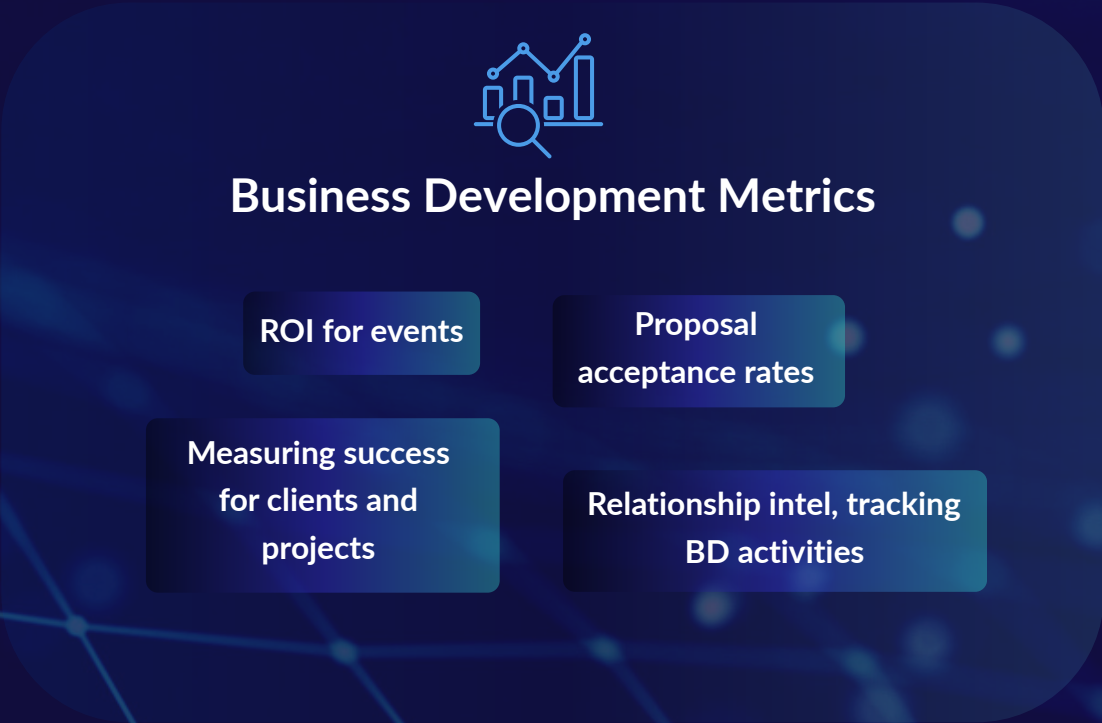 Business Development Metrics
ROI for events
Proposal
acceptance rates
Measuring success
for clients and
projects
Relationship intel, tracking
BD activities